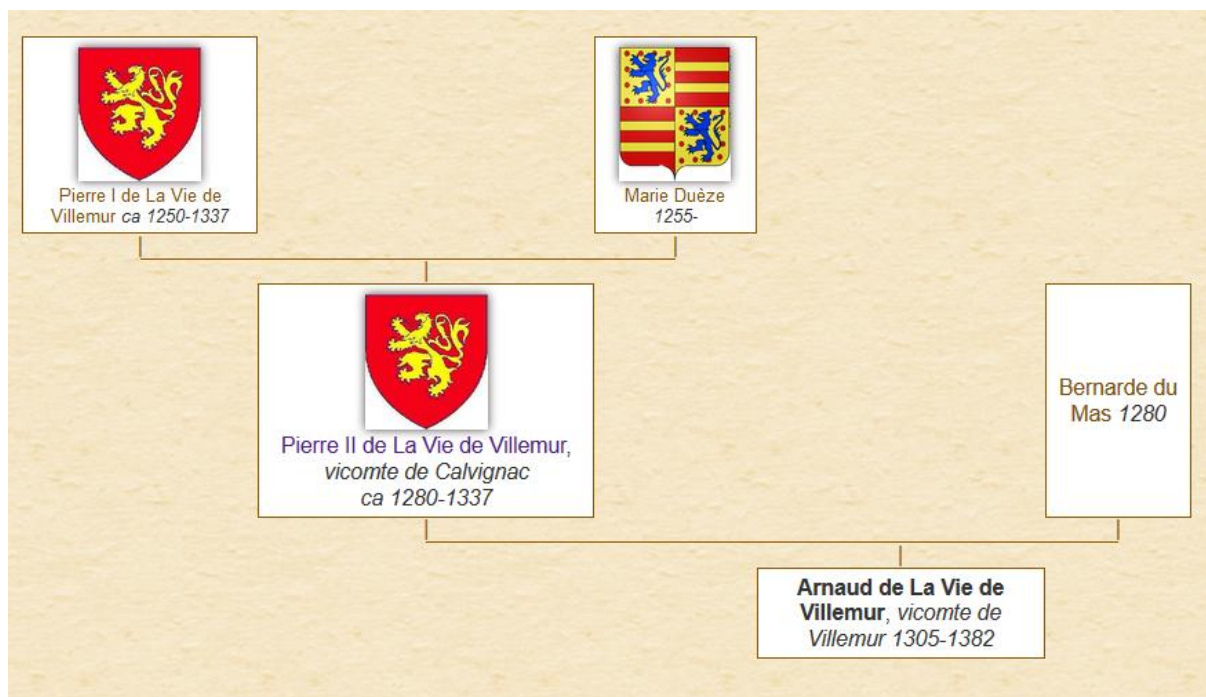 Pierre I de La Vie de
Villemur ca 1250-1337
Marie Duèze
1255-
Pierre II de La Vie de Villemur,
vicomte de Calvignac
ca 1280-1337
Bernarde du
Mas 1280
Arnaud de La Vie de
Villemur, vicomte de
Villemur 1305-1382